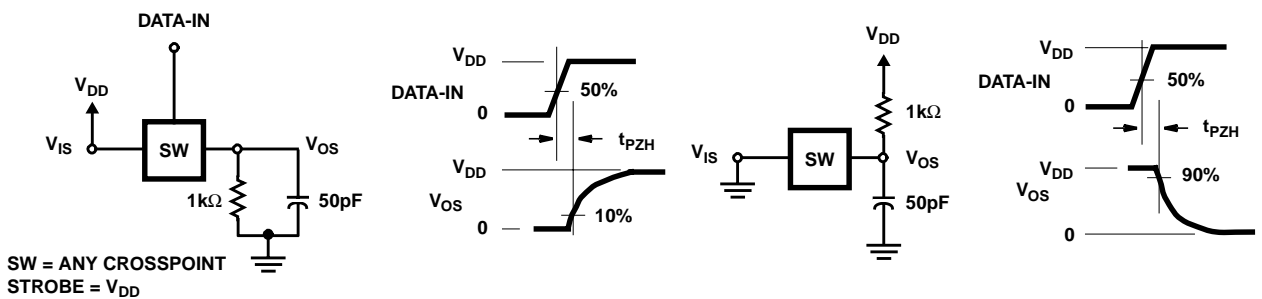 DATA-IN
VDD
VIS
SW
VOS
1kΩ
50pF
SW = ANY CROSSPOINT
STROBE = VDD
VDD
DATA-IN
0
50%
tPZH
VDD
VOS
0
10%
VDD
1kΩ
VIS
SW
VOS
50pF
VDD
DATA-IN
0
50%
tPZH
VDD
VOS
0
90%